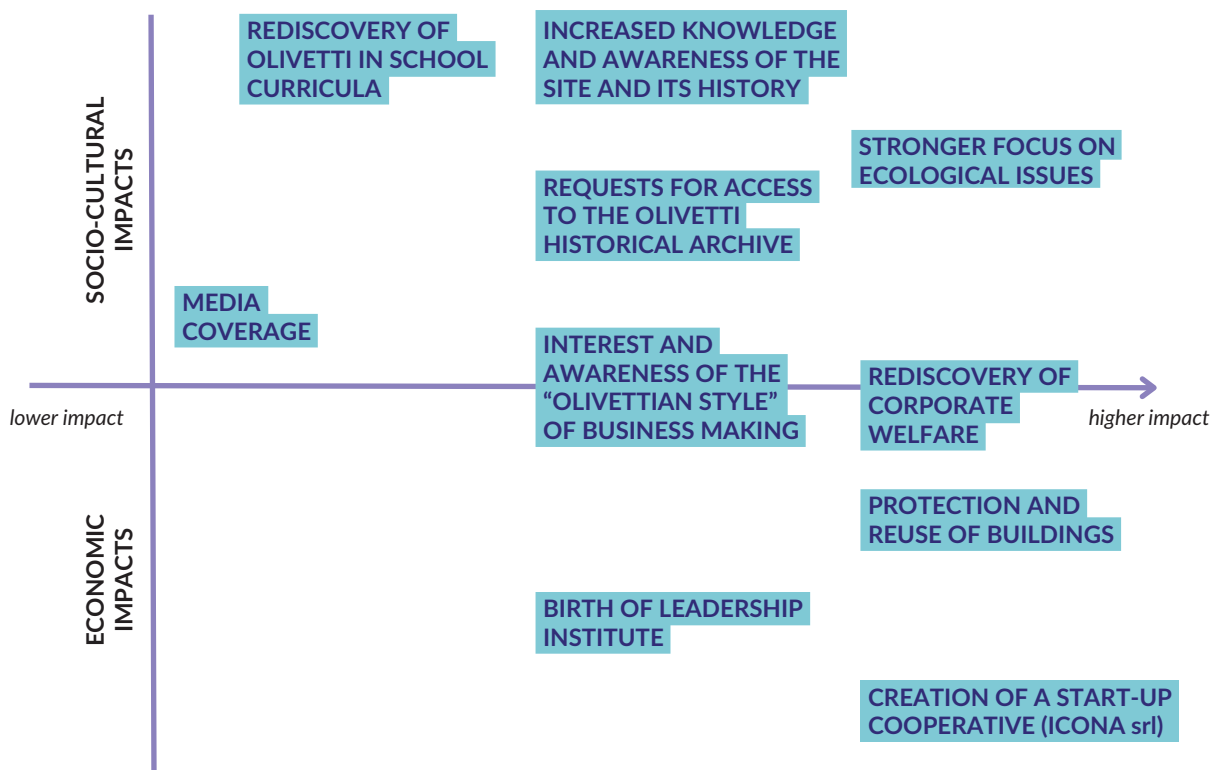 REDISCOVERY OF
OLIVETTI IN SCHOOL
CURRICULA
INCREASED KNOWLEDGE
AND AWARENESS OF THE
SITE AND ITS HISTORY
SOCIO-CULTURAL
IMPACTS
STRONGER FOCUS ON
ECOLOGICAL ISSUES
REQUESTS FOR ACCESS
TO THE OLIVETTI
HISTORICAL ARCHIVE
MEDIA
COVERAGE
INTEREST AND
AWARENESS OF THE
“OLIVETTIAN STYLE”
OF BUSINESS MAKING
REDISCOVERY OF
CORPORATE
WELFARE
lower impact
higher impact
PROTECTION AND
REUSE OF BUILDINGS
ECONOMIC
IMPACTS
BIRTH OF LEADERSHIP
INSTITUTE
CREATION OF A START-UP
COOPERATIVE (ICONA srl)